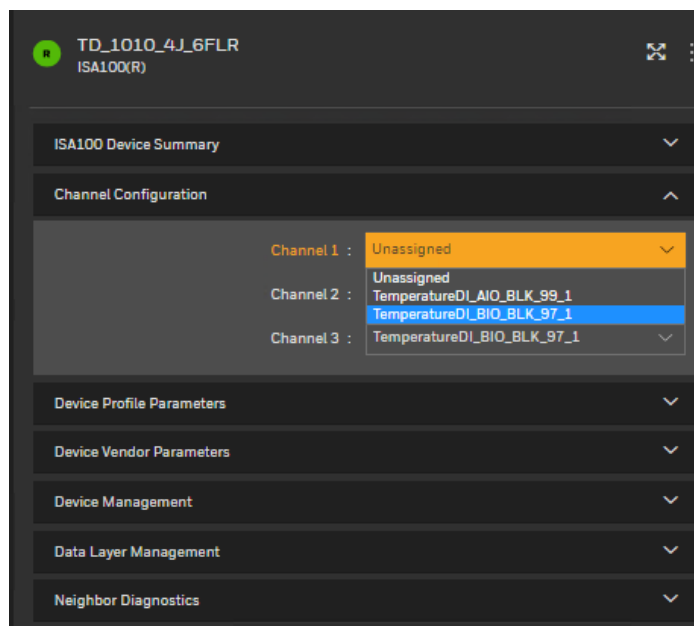 R
TD_1010_4J_6FLR
ISA100(R)
ISA100 Device Summary
Channel Configuration
Channel 1 : Unassigned
Unassigned
Channel 2 : TemperatureDI_AIO_BLK_99_1
TemperatureDI_BIO_BLK_97_1
Channel 3 : TemperatureDI_BIO_BLK_97_1
Device Profile Parameters
Device Vendor Parameters
Device Management
Data Layer Management
Neighbor Diagnostics